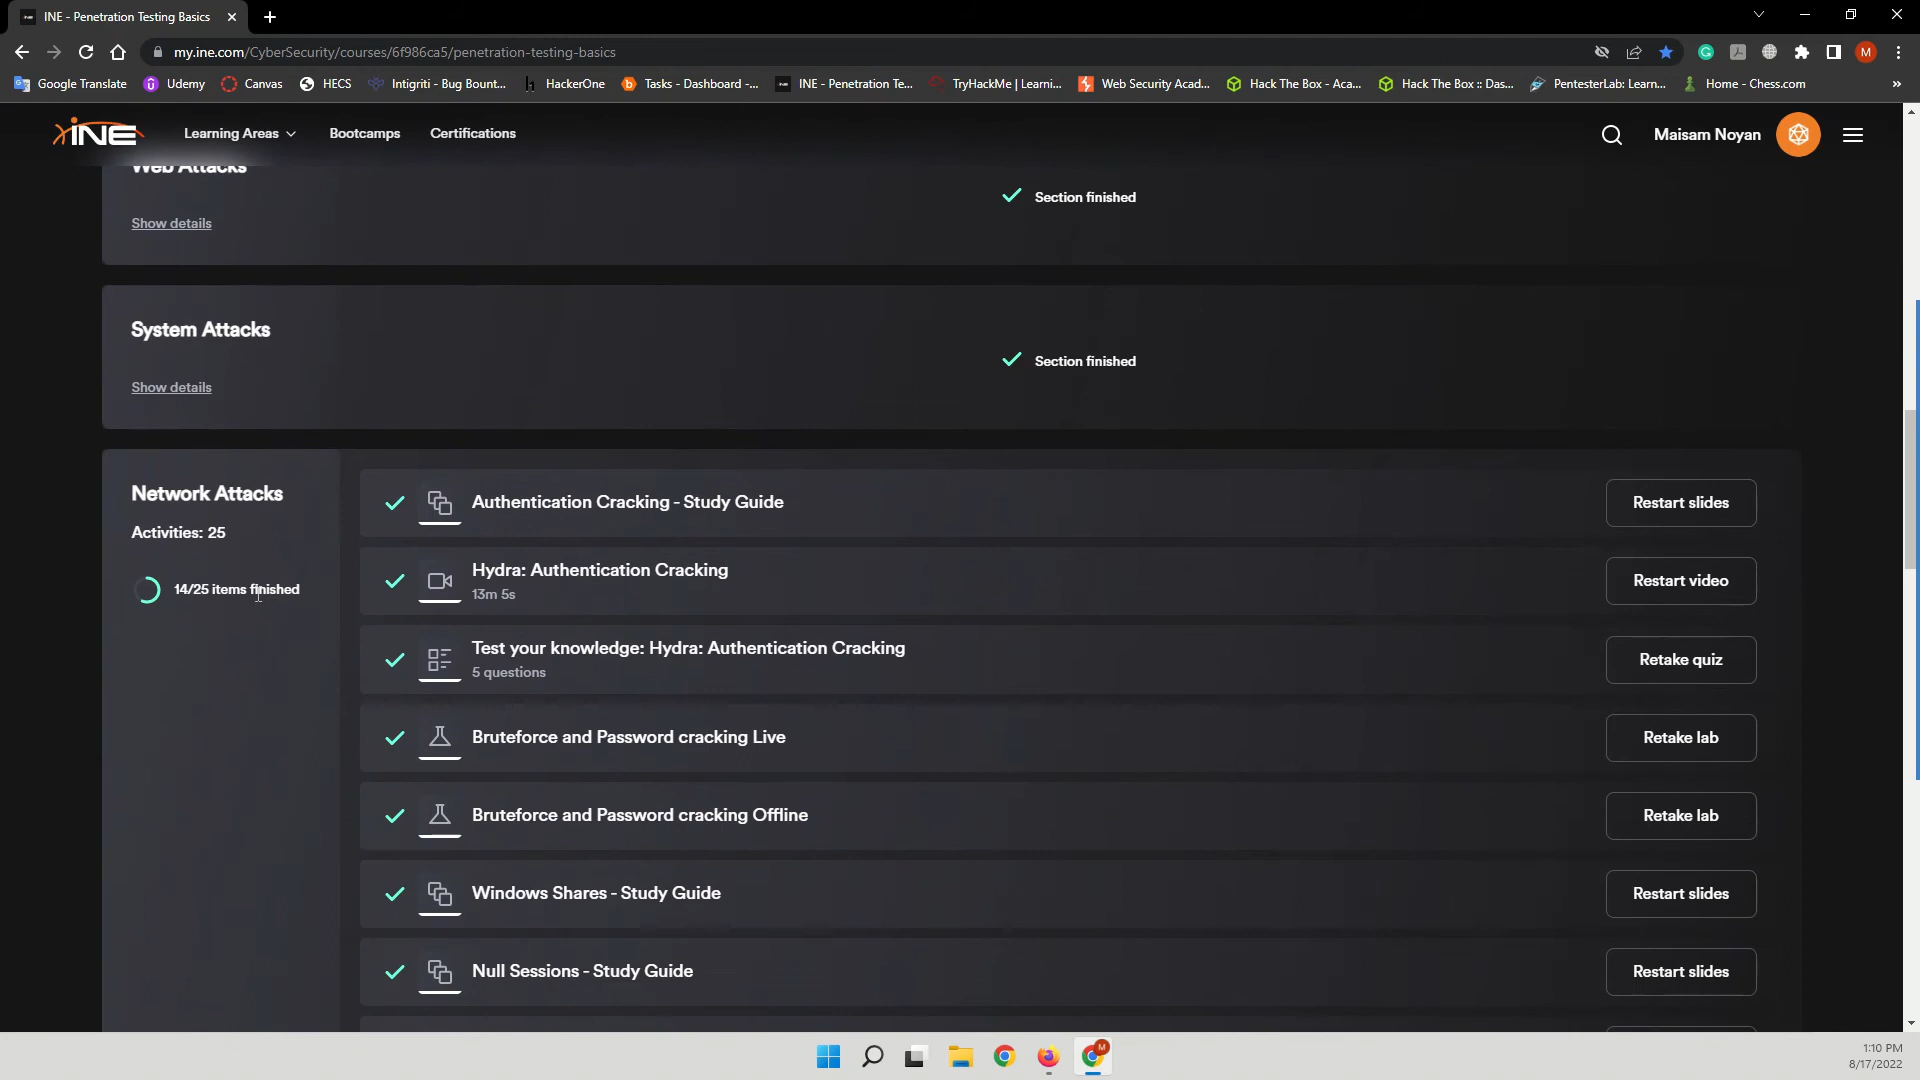 INE - Penetration Testing Basics
my.ine.com/CyberSecurity/courses/6f986ca5/penetration-testing-basics
M
Google Translate
Udemy
Canvas
HECS
Intigriti - Bug Bount...
HackerOne
Tasks - Dashboard -...
INE - Penetration Te...
TryHackMe | Learni...
Web Security Acad...
Hack The Box - Aca...
Hack The Box :: Das...
PentesterLab: Learn...
Home - Chess.com
»
INE
Learning Areas
Bootcamps
Certifications
Maisam Noyan
Web Attacks
Section finished
Show details
System Attacks
Section finished
Show details
Network Attacks
Activities: 25
14/25 items finished
Authentication Cracking - Study Guide
Restart slides
Hydra: Authentication Cracking
13m 5s
Restart video
Test your knowledge: Hydra: Authentication Cracking
5 questions
Retake quiz
Bruteforce and Password cracking Live
Retake lab
Bruteforce and Password cracking Offline
Retake lab
Windows Shares - Study Guide
Restart slides
Null Sessions - Study Guide
Restart slides
M
1:10 PM
8/17/2022